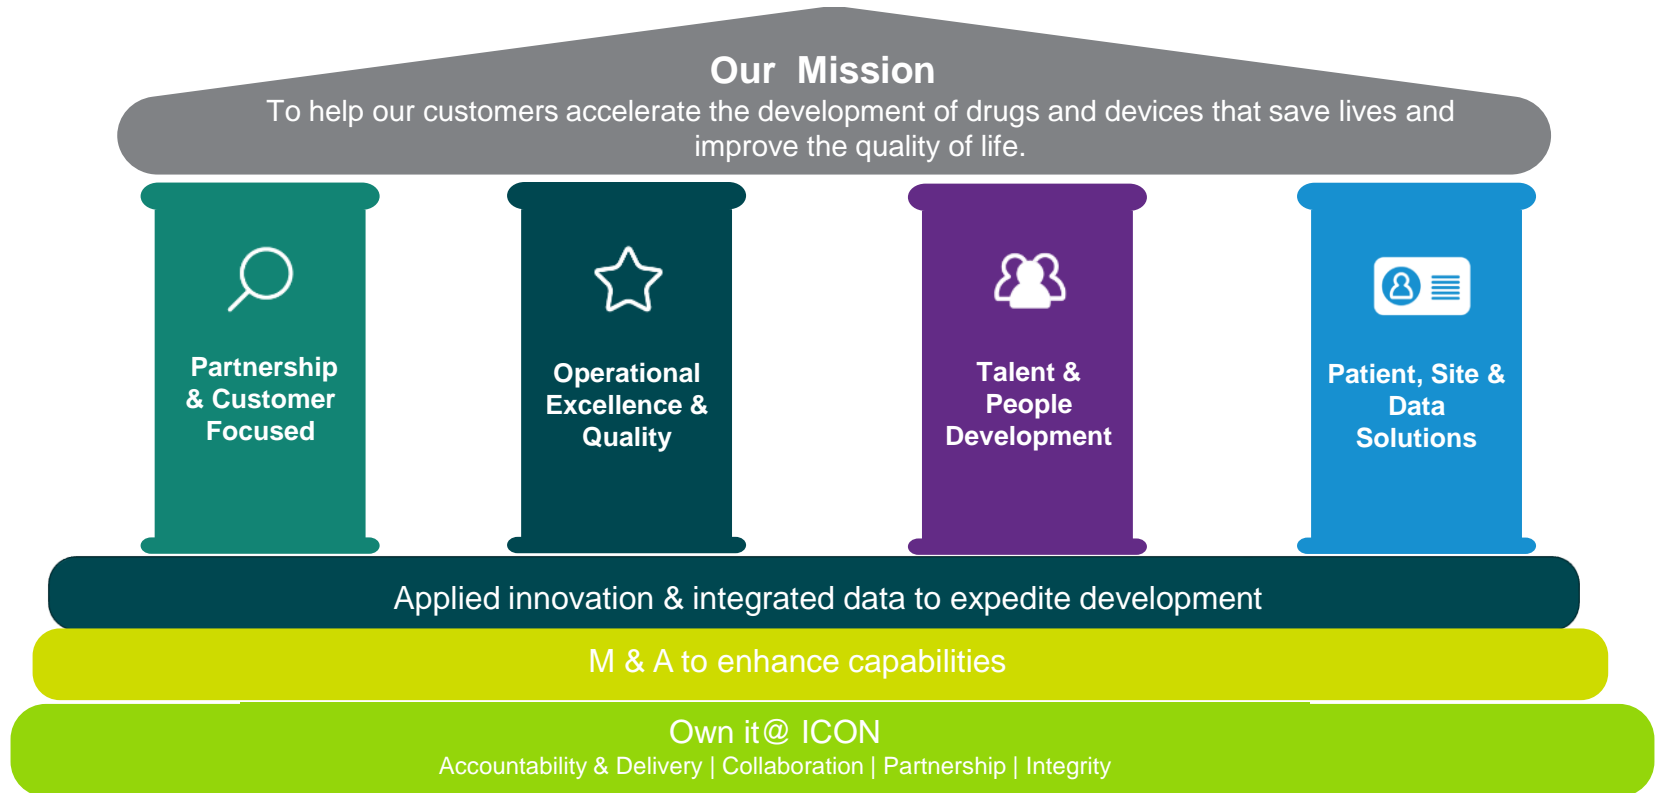 Our Mission
To help our customers accelerate the development of drugs and devices that save lives and
improve the quality of life.
Partnership
& Customer
Focused
Operational
Excellence &
Quality
Talent &
People
Development
Patient, Site &
Data
Solutions
Applied innovation & integrated data to expedite development
M & A to enhance capabilities
Own it@ ICON
Accountability & Delivery | Collaboration | Partnership | Integrity